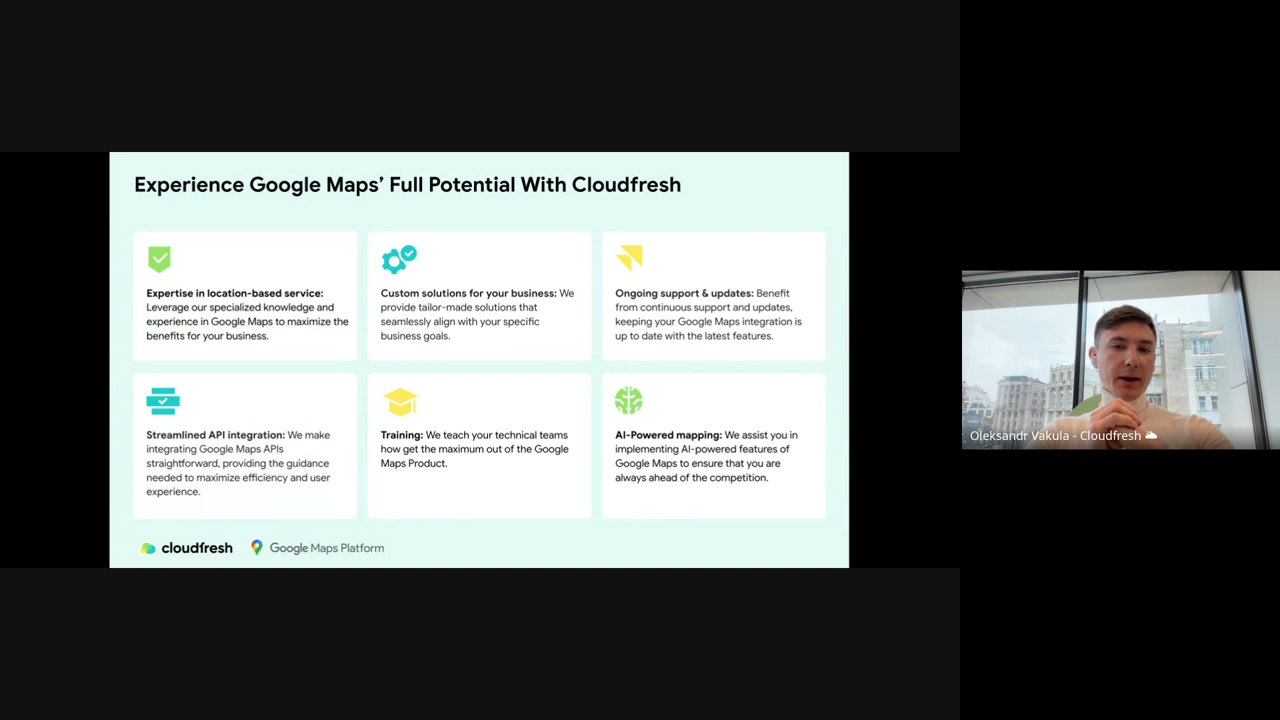 Experience Google Maps’ Full Potential With Cloudfresh
Expertise in location-based service:
Leverage our specialized knowledge and
experience in Google Maps to maximize the
benefits for your business.
Custom solutions for your business: We
provide tailor-made solutions that
seamlessly align with your specific
business goals.
Ongoing support & updates: Benefit
from continuous support and updates,
keeping your Google Maps integration is
up to date with the latest features.
Streamlined API integration: We make
integrating Google Maps APIs
straightforward, providing the guidance
needed to maximize efficiency and user
experience.
Training: We teach your technical teams
how get the maximum out of the Google
Maps Product.
AI-Powered mapping: We assist you in
implementing AI-powered features of
Google Maps to ensure that you are
always ahead of the competition.
cloudfresh
Google Maps Platform
Oleksandr Vakula - Cloudfresh 🌥️